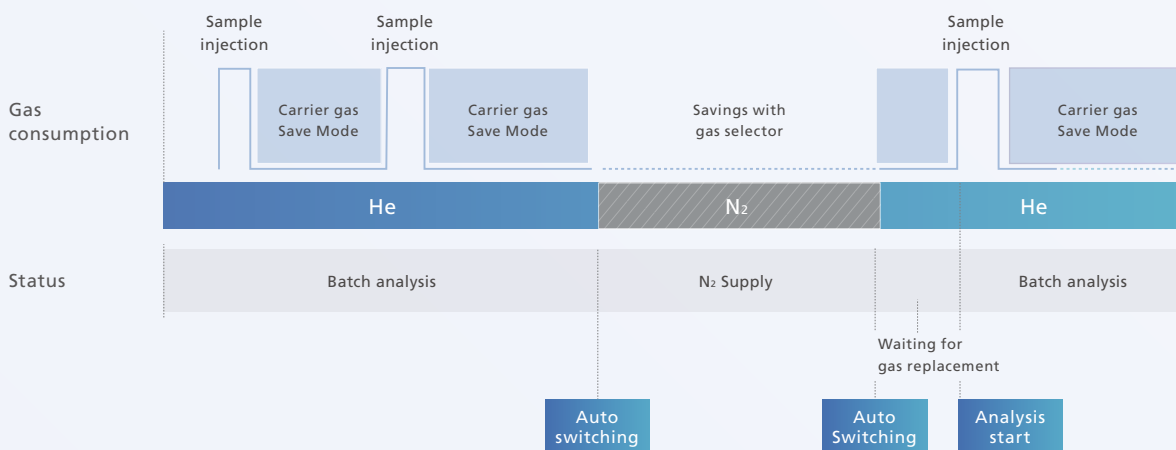 Sample
injection
Sample
injection
Sample
injection
Gas
consumption
Carrier gas
Save Mode
Carrier gas
Save Mode
Savings with
gas selector
Carrier gas
Save Mode
He
N₂
He
Status
Batch analysis
N₂ Supply
Batch analysis
Waiting for
gas replacement
Auto
switching
Auto
Switching
Analysis
start